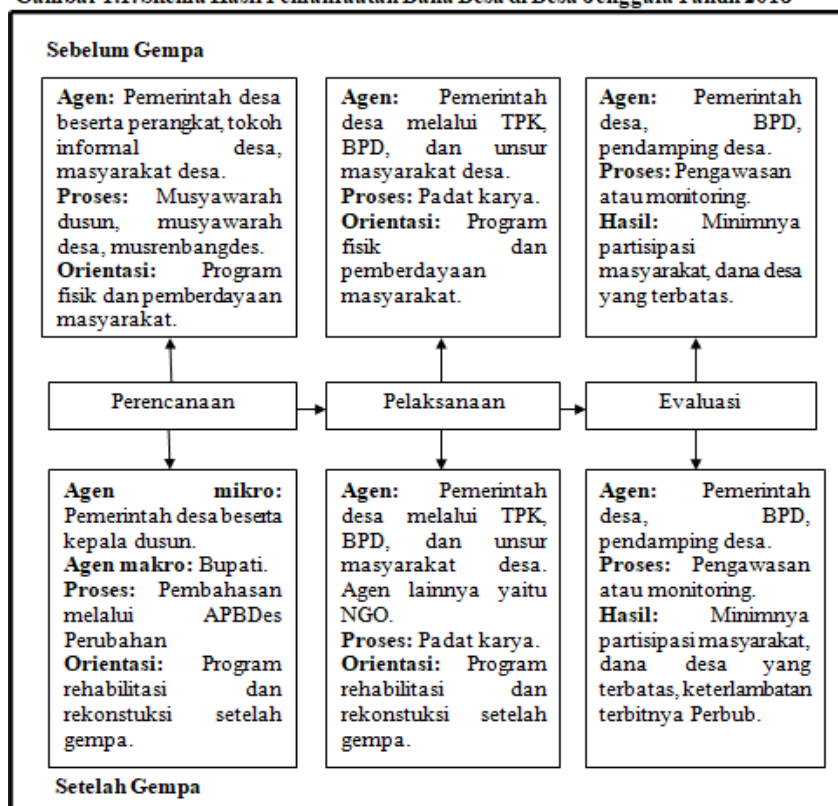 Sebelum Gempa
Agen: Pemerintah desa
beserta perangkat, tokoh
informal desa,
masyarakat desa.
Proses: Musyawarah
dusun, musyawarah
desa, musrenbangdes.
Orientasi: Program
fisik dan pemberdayaan
masyarakat.
Agen: Pemerintah
desa melalui TPK,
BPD, dan unsur
masyarakat desa.
Proses: Padat karya.
Orientasi: Program
fisik dan
pemberdayaan
masyarakat.
Agen: Pemerintah
desa, BPD,
pendamping desa.
Proses: Pengawasan
atau monitoring.
Hasil: Minimnya
partisipasi
masyarakat, dana desa
yang terbatas.
Perencanaan
Pelaksanaan
Evaluasi
Agen mikro:
Pemerintah desa beserta
kepala dusun.
Agen makro: Bupati.
Proses: Pembahasan
melalui APBDes
Perubahan
Orientasi: Program
rehabilitasi dan
rekonstuksi setelah
gempa.
Agen: Pemerintah
desa melalui TPK,
BPD, dan unsur
masyarakat desa.
Agen lainnya yaitu
NGO.
Proses: Padat karya.
Orientasi: Program
rehabilitasi dan
rekonstuksi setelah
gempa.
Agen: Pemerintah
desa, BPD,
pendamping desa.
Proses: Pengawasan
atau monitoring.
Hasil: Minimnya
partisipasi masyarakat,
dana desa yang
terbatas, keterlambatan
terbitnya Perbub.
Setelah Gempa